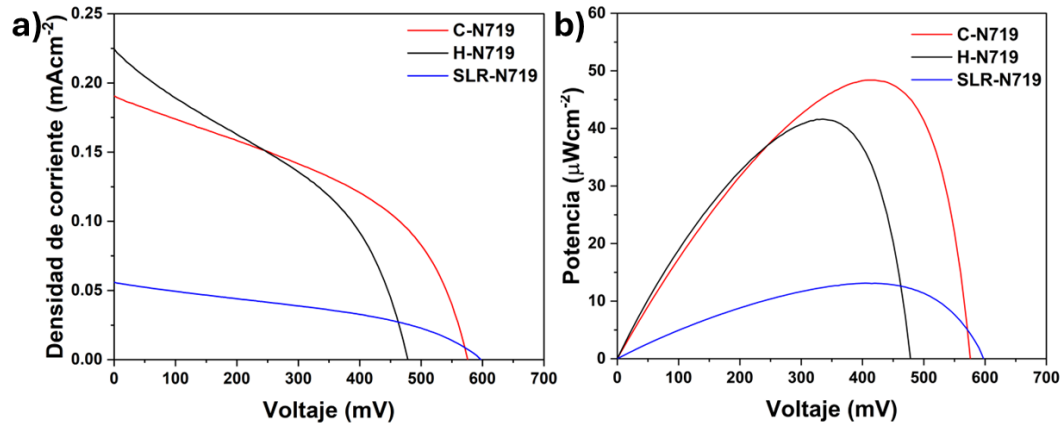 a)
Densidad de corriente (mAcm-2)
0.25
0.20
0.15
0.10
0.05
0.00
C-N719
H-N719
SLR-N719
0 100 200 300 400 500 600 700
Voltaje (mV)
b)
Potencia (μWcm-2)
60
50
40
30
20
10
0
C-N719
H-N719
SLR-N719
0 100 200 300 400 500 600 700
Voltaje (mV)